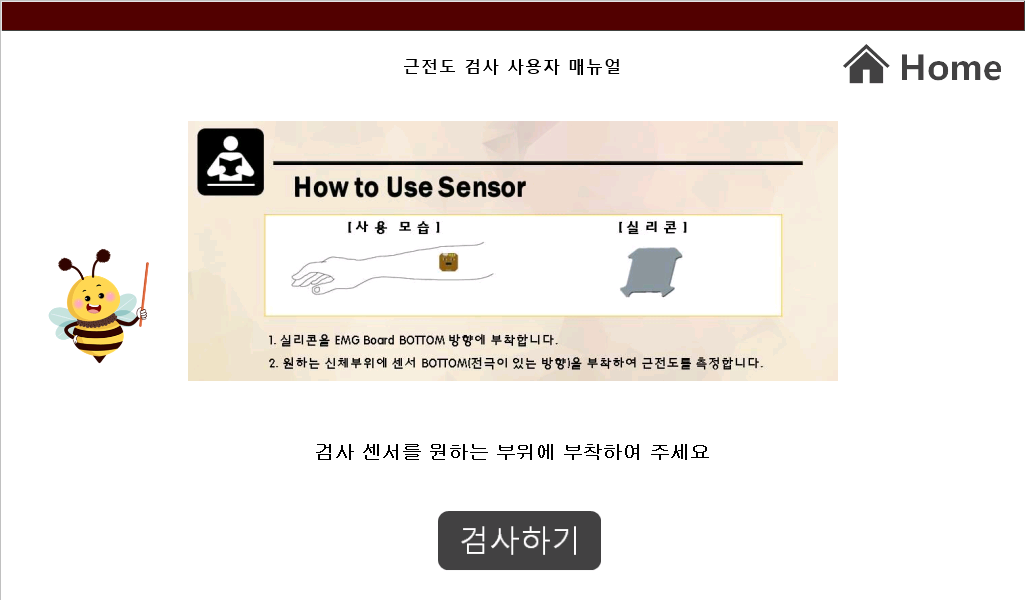 근전도 검사 사용자 매뉴얼
Home
How to Use Sensor
[사용 모습]
[실리콘]
1. 실리콘을 EMG Board BOTTOM 방향에 부착합니다.
2. 원하는 신체부위에 센서 BOTTOM(전극이 있는 방향)을 부착하여 근전도를 측정합니다.
검사 센서를 원하는 부위에 부착하여 주세요
검사하기